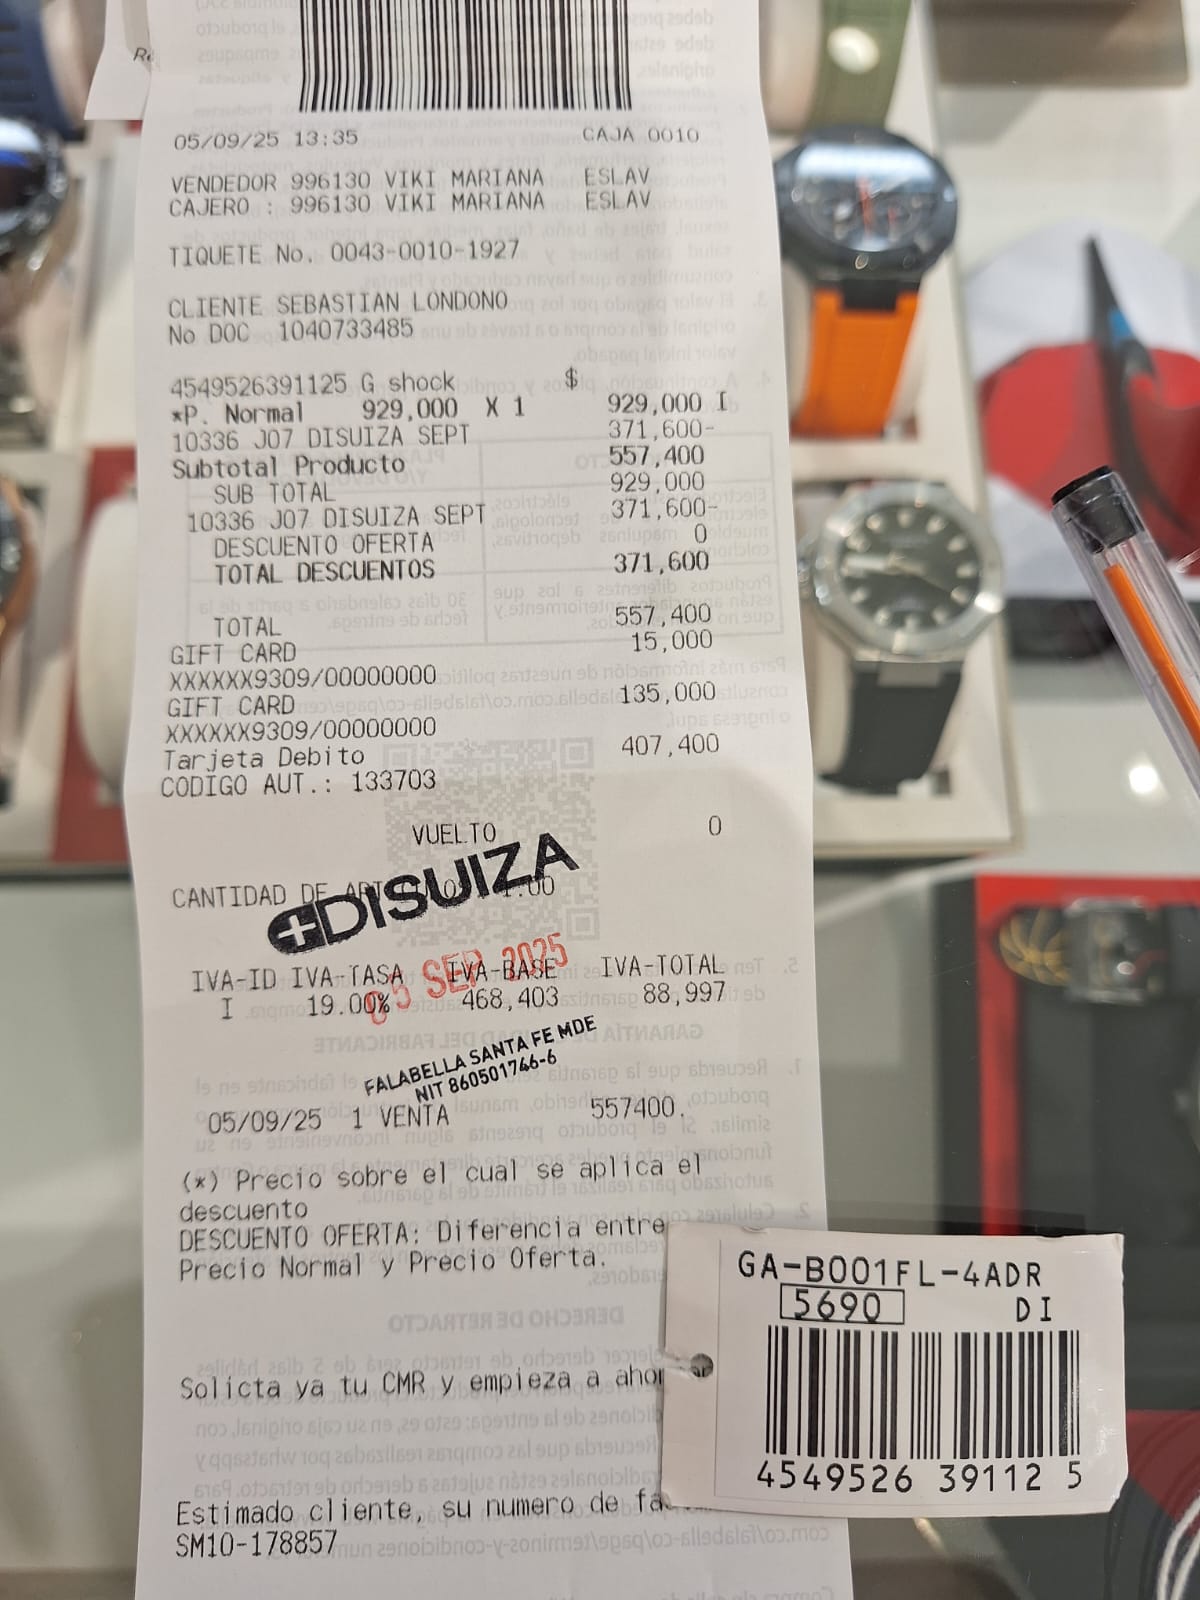 05/09/25 13:35 CAJA 0010
VENDEDOR 996130 VIKI MARIANA ESLAV
CAJERO : 996130 VIKI MARIANA ESLAV
TIQUETE No. 0043-0010-1927
CLIENTE SEBASTIAN LONDONO
No DOC 1040733485
4549526391125 G shock $
*P. Normal 929,000 X 1 929,000 I
10336 J07 DISUIZA SEPT 371,600-
Subtotal Producto 557,400
SUB TOTAL 929,000
10336 J07 DISUIZA SEPT 371,600-
DESCUENTO OFERTA 0
TOTAL DESCUENTOS 371,600
TOTAL 557,400
GIFT CARD 15,000
XXXXXX9309/00000000
GIFT CARD 135,000
XXXXXX9309/00000000
Tarjeta Debito 407,400
CODIGO AUT.: 133703
VUELTO 0
CANTIDAD DE
DISUIZA
05 SEP 2025
IVA-ID IVA-TASA IVA-BASE IVA-TOTAL
I 19.00% 468,403 88,997
FALABELLA SANTA FE MDE
NIT 860501746-6
05/09/25 1 VENTA 557400.
(*) Precio sobre el cual se aplica el
descuento
DESCUENTO OFERTA: Diferencia entre
Precio Normal y Precio Oferta.
GA-B001FL-4ADR
5690 DI
4549526 39112 5
Solicta ya tu CMR y empieza a ahor
Estimado cliente, su numero de fa
SM10-178857